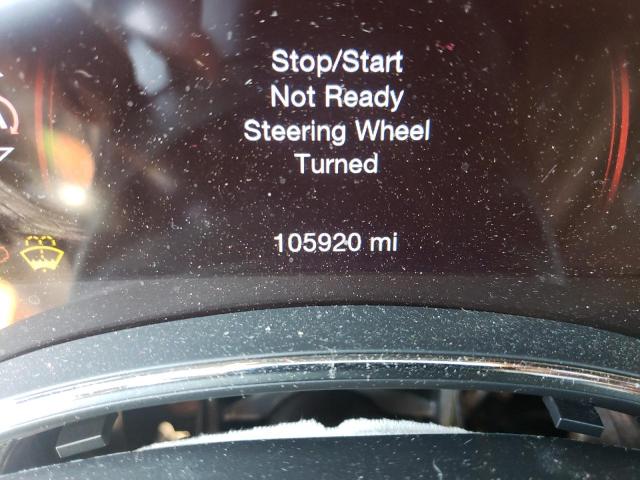 Stop/Start
Not Ready
Steering Wheel
Turned
105920 mi